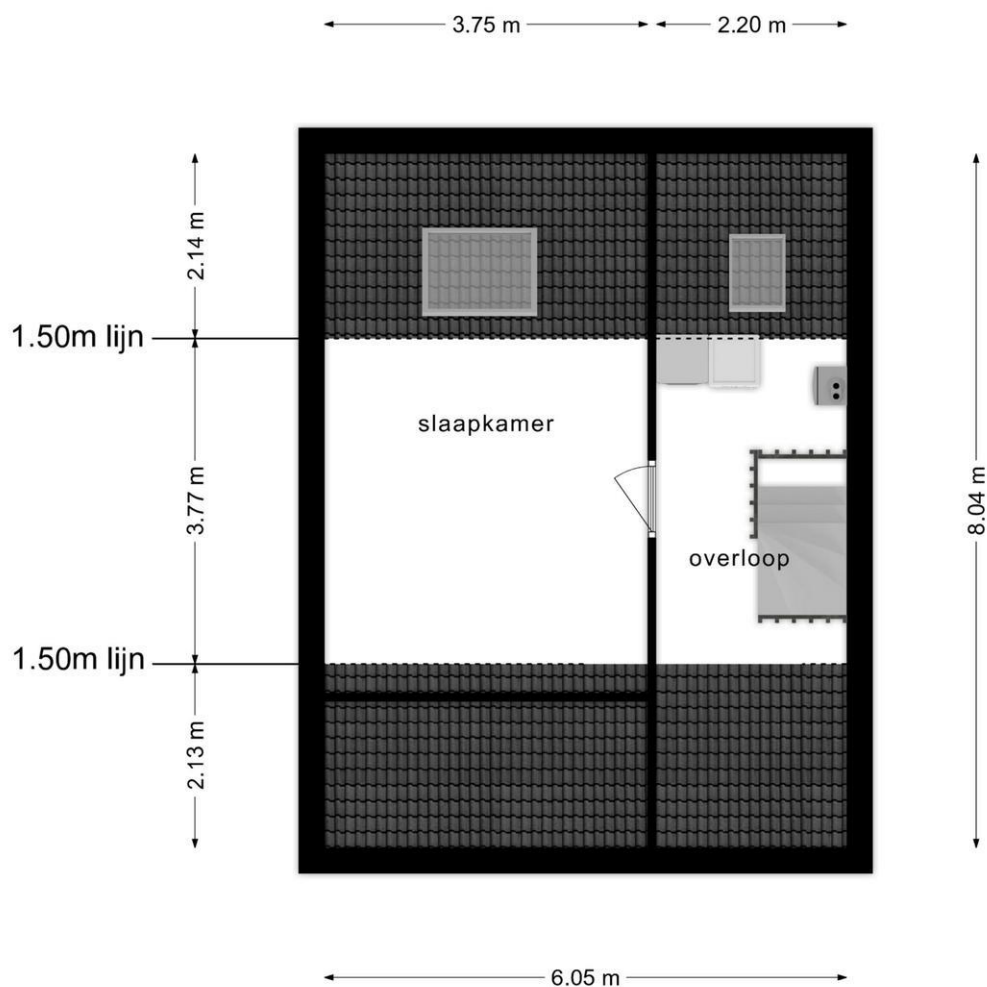 3.75 m
2.20 m
2.14 m
1.50m lijn
slaapkamer
3.77 m
8.04 m
overloop
1.50m lijn
2.13 m
6.05 m